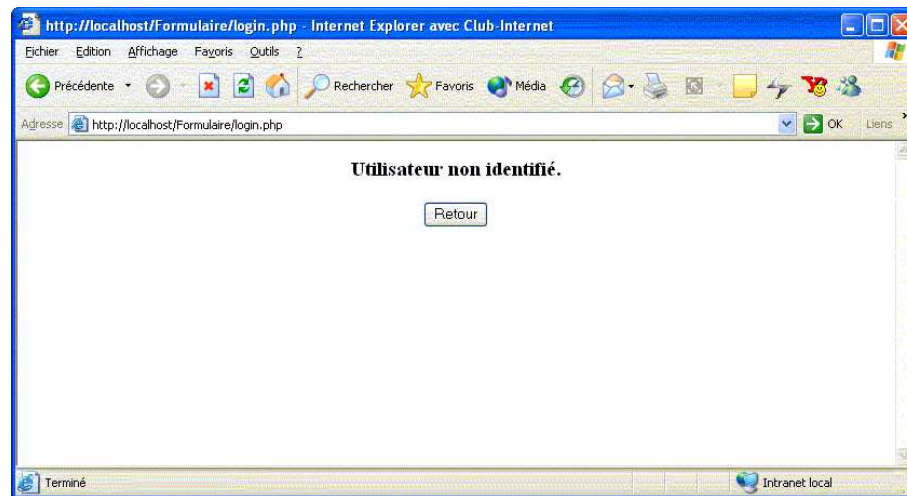 http://localhost/Formulaire/login.php - Internet Explorer avec Club-Internet
Fichier Edition Affichage Favoris Outils ?
Précédente Rechercher Favoris Média
Adresse http://localhost/Formulaire/login.php OK Liens
Utilisateur non identifié.
Retour
Terminé Intranet local